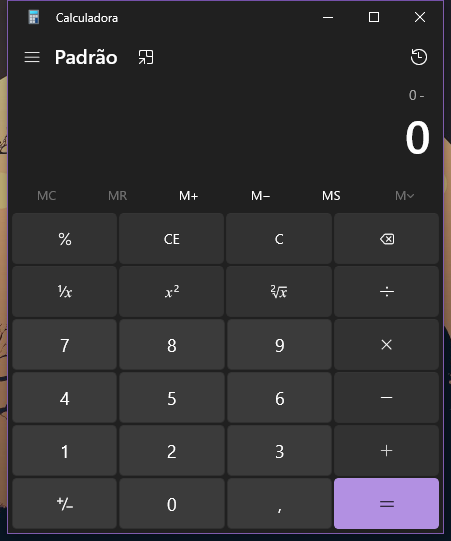 Calculadora
Padrão
0 -
0
MC MR M+ M− MS M
% CE C
¹/x x² ²√x ÷
7 8 9 ×
4 5 6 −
1 2 3 +
+/− 0 , =